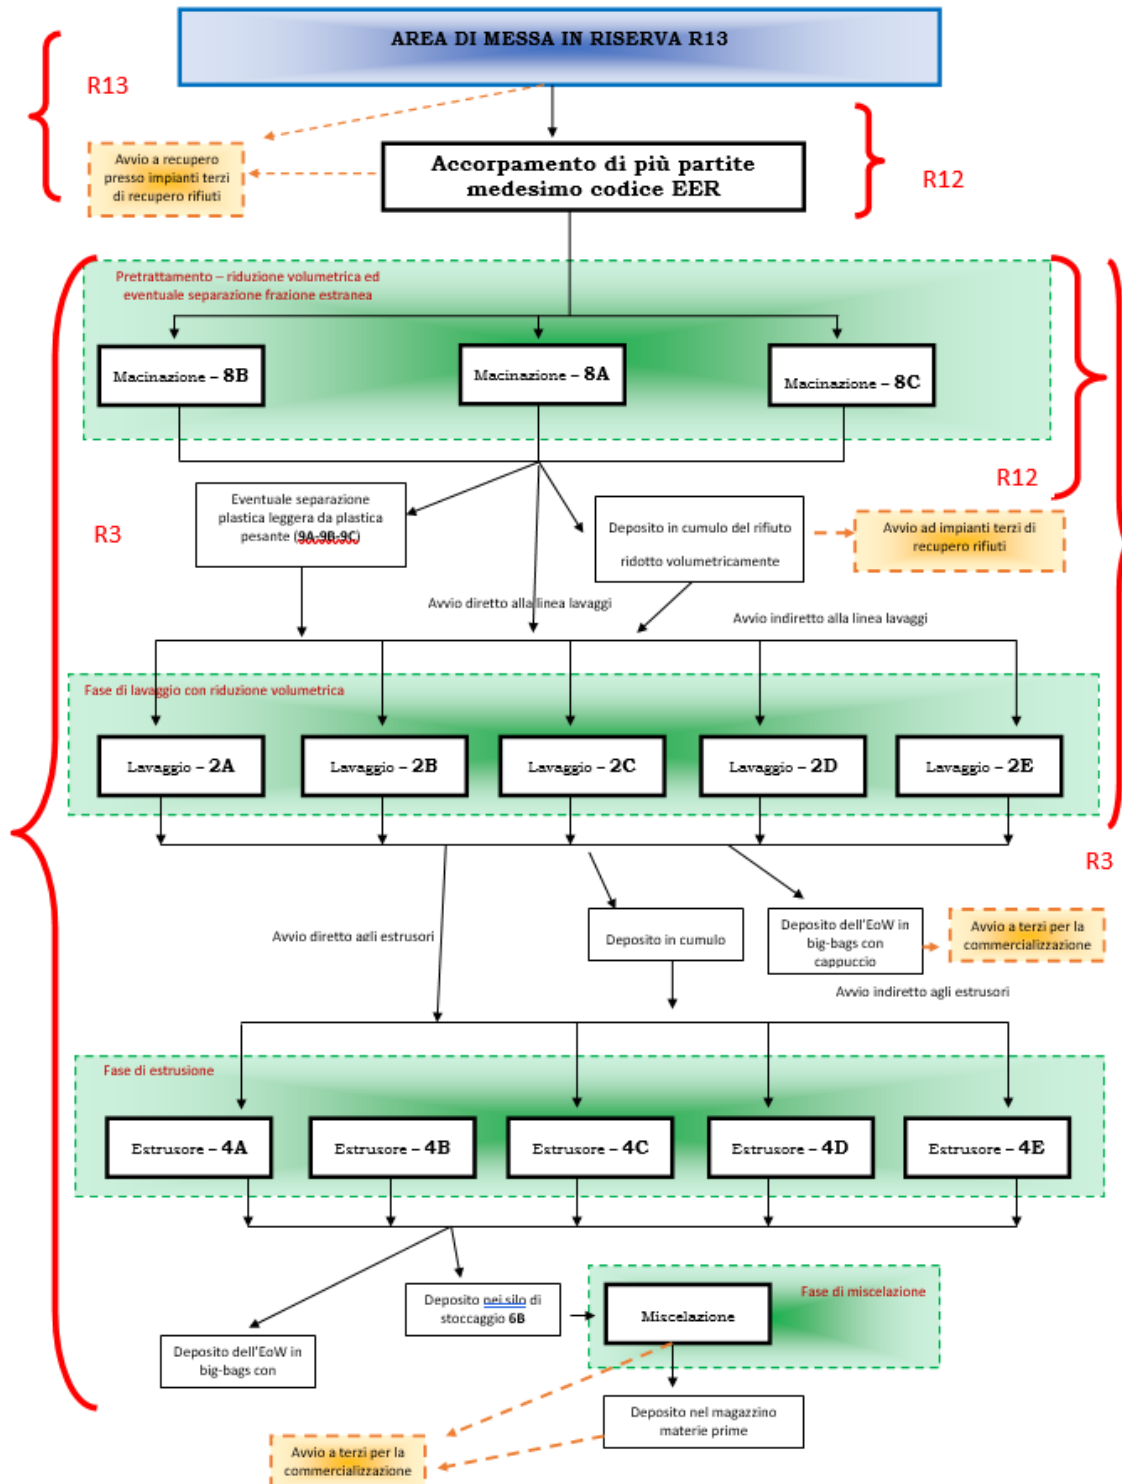 AREA DI MESSA IN RISERVA R13
R13
Avvio a recupero
presso impianti terzi
di recupero rifiuti
Accorpamento di più partite
medesimo codice EER
R12
Pretrattamento – riduzione volumetrica ed
eventuale separazione frazione estranea
Macinazione – 8B
Macinazione – 8A
Macinazione – 8C
R12
R3
Eventuale separazione
plastica leggera da plastica
pesante (9A-9B-9C)
Deposito in cumulo del rifiuto
ridotto volumetricamente
Avvio ad impianti terzi di
recupero rifiuti
Avvio diretto alla linea lavaggi
Avvio indiretto alla linea lavaggi
Fase di lavaggio con riduzione volumetrica
Lavaggio – 2A
Lavaggio – 2B
Lavaggio – 2C
Lavaggio – 2D
Lavaggio – 2E
R3
Avvio diretto agli estrusori
Deposito in cumulo
Deposito dell'EoW in
big-bags con
cappuccio
Avvio a terzi per la
commercializzazione
Avvio indiretto agli estrusori
Fase di estrusione
Estrusore – 4A
Estrusore – 4B
Estrusore – 4C
Estrusore – 4D
Estrusore – 4E
Deposito nei silo di
stoccaggio 6B
Fase di miscelazione
Miscelazione
Deposito dell'EoW in
big-bags con
Deposito nel magazzino
materie prime
Avvio a terzi per la
commercializzazione